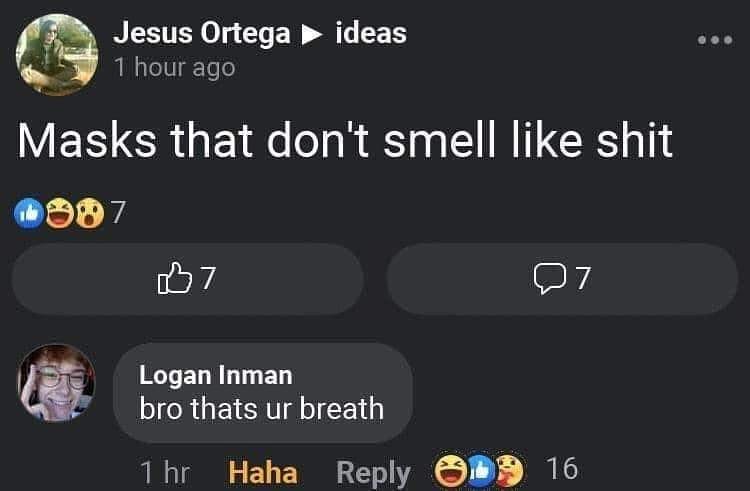 Jesus Ortega ▶ ideas
1 hour ago
Masks that don't smell like shit
7
7
7
Logan Inman
bro thats ur breath
1 hr Haha Reply 16